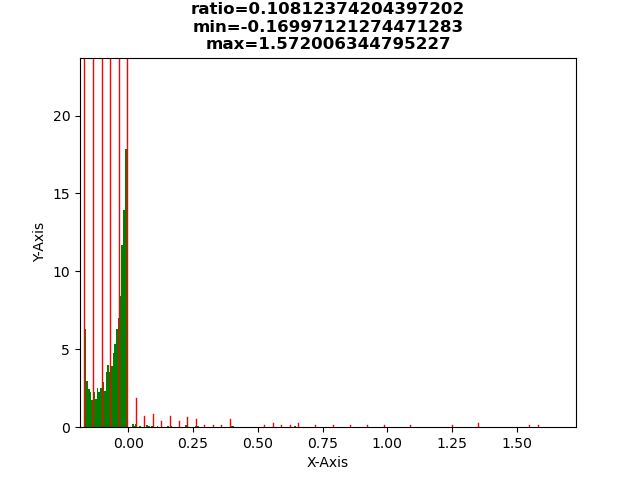 ratio=0.10812374204397202
min=-0.16997121274471283
max=1.572006344795227
20
15
10
5
0
Y-Axis
0.00 0.25 0.50 0.75 1.00 1.25 1.50
X-Axis